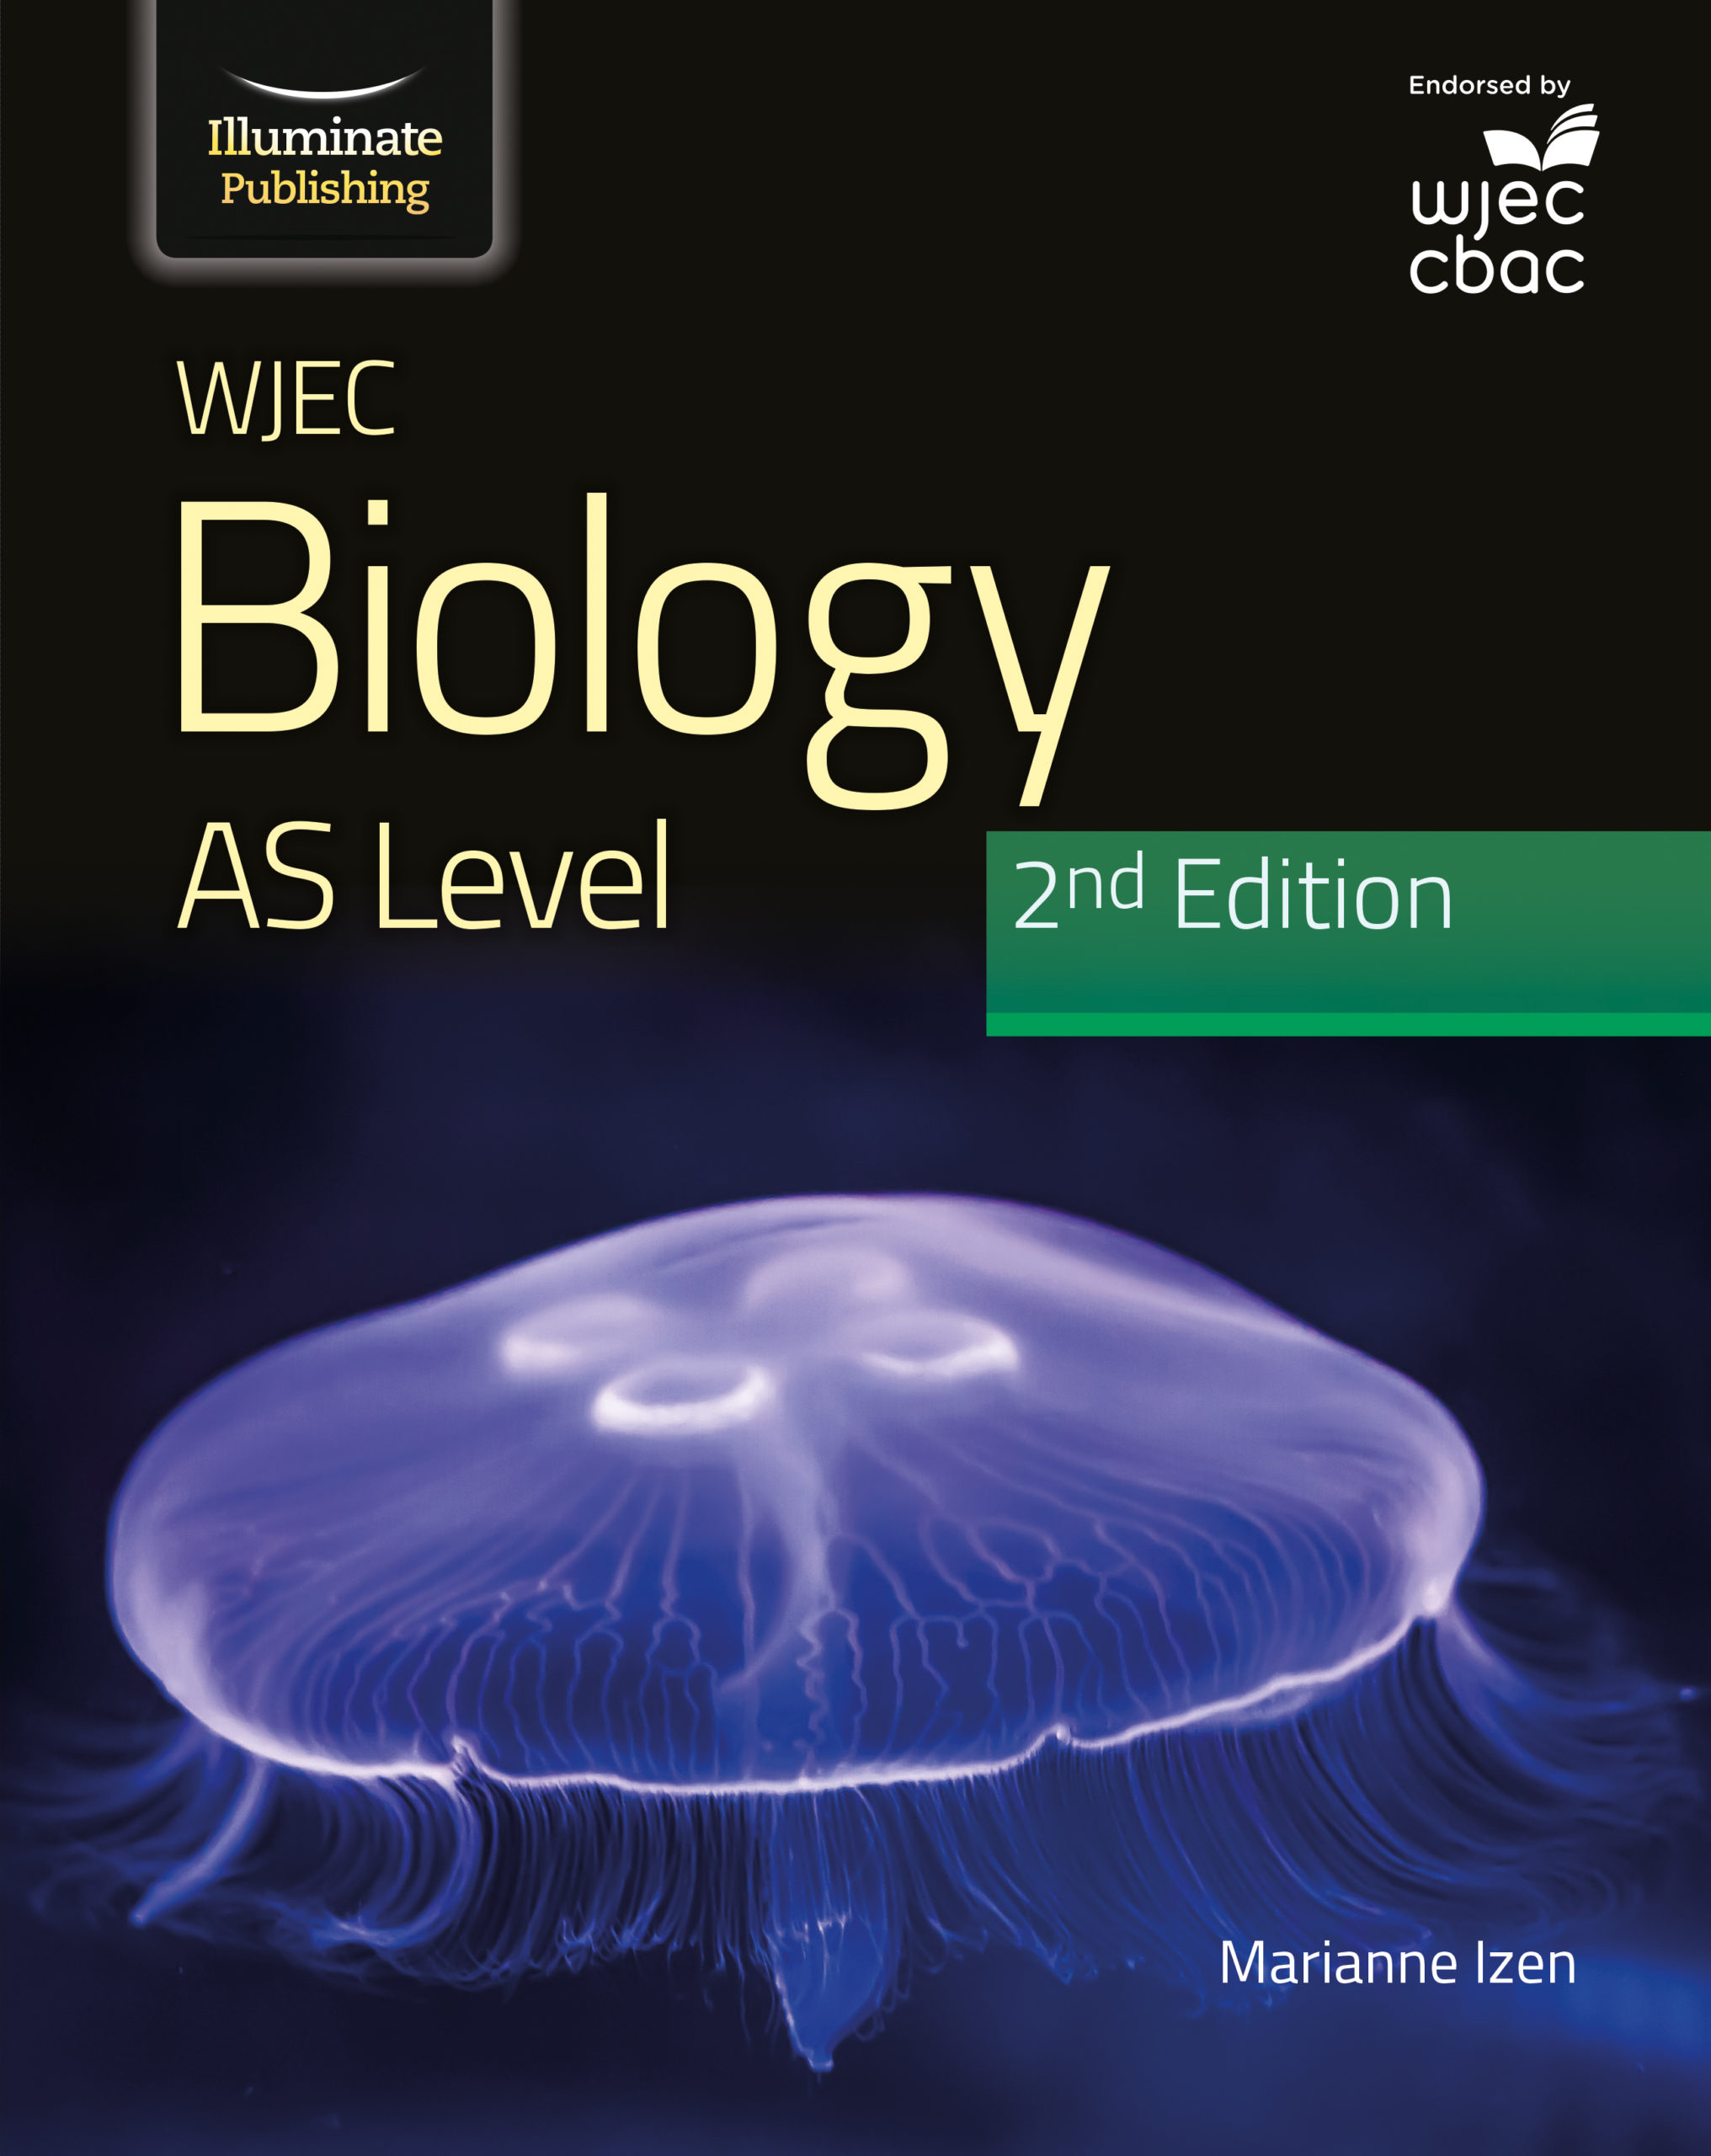 Illuminate
Publishing
Endorsed by
wjec
cbac
WJEC
Biology
AS Level
2nd Edition
Marianne Izen